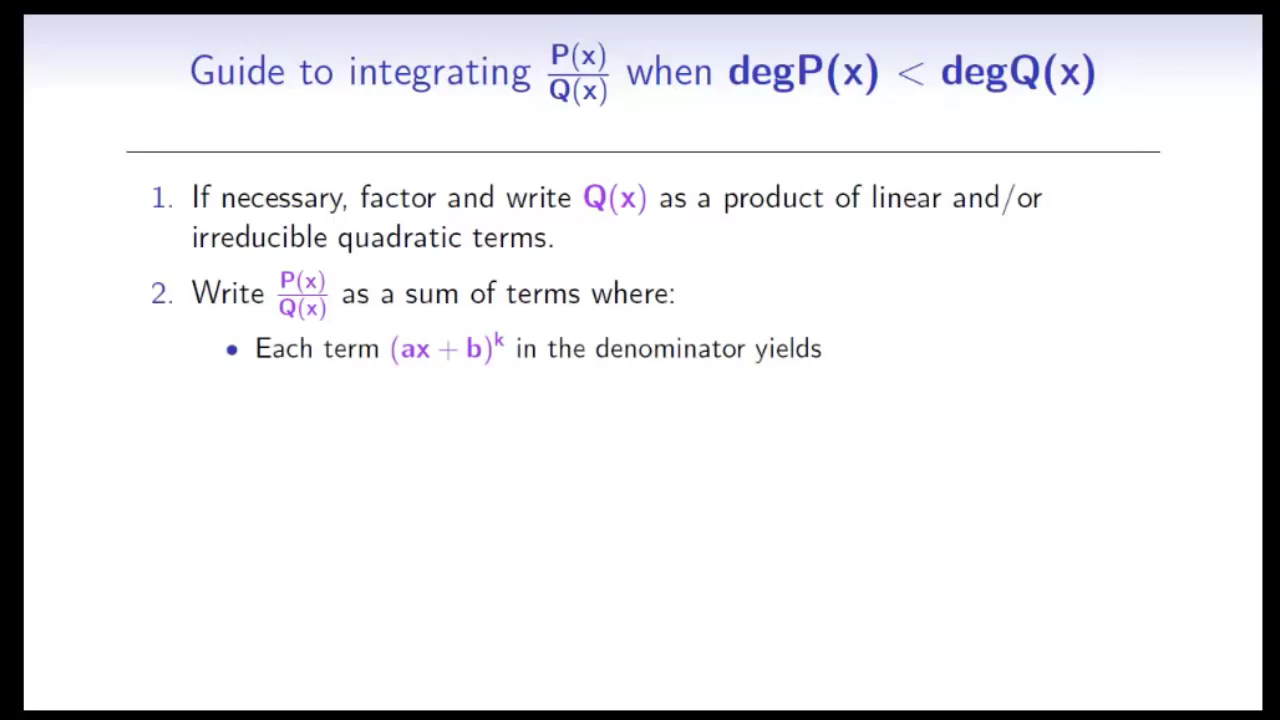 Guide to integrating P(x)/Q(x) when degP(x) < degQ(x)
1. If necessary, factor and write Q(x) as a product of linear and/or
irreducible quadratic terms.
2. Write P(x)/Q(x) as a sum of terms where:
• Each term (ax + b)^k in the denominator yields